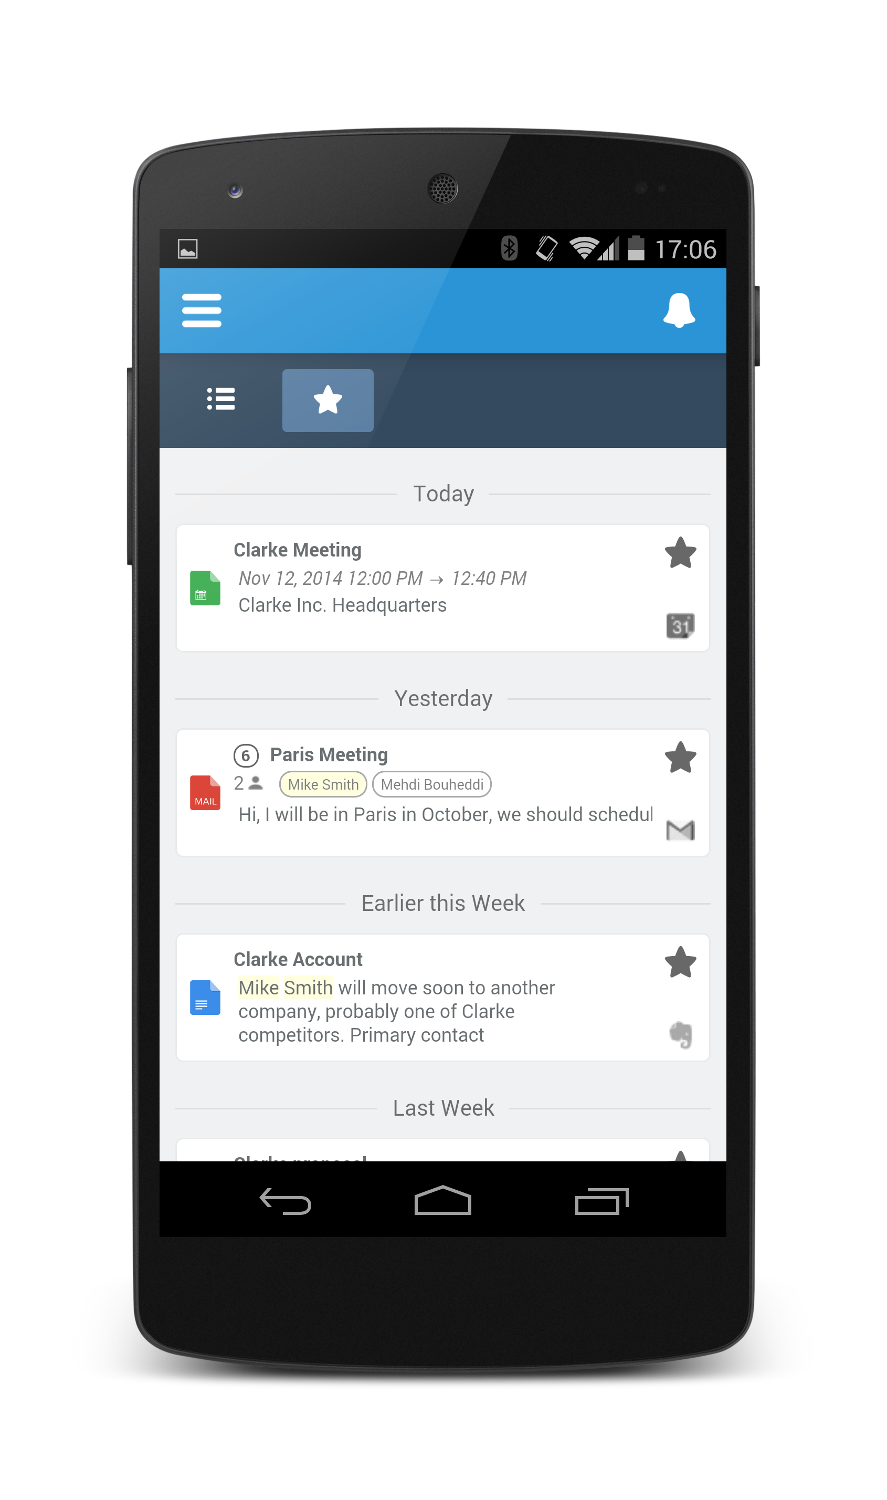 17:06
Today
Clarke Meeting
Nov 12, 2014 12:00 PM → 12:40 PM
Clarke Inc. Headquarters
31
Yesterday
6 Paris Meeting
2 Mike Smith Mehdi Bouheddi
MAIL
Hi, I will be in Paris in October, we should schedul
Earlier this Week
Clarke Account
Mike Smith will move soon to another
company, probably one of Clarke
competitors. Primary contact
Last Week
Clarke proposal